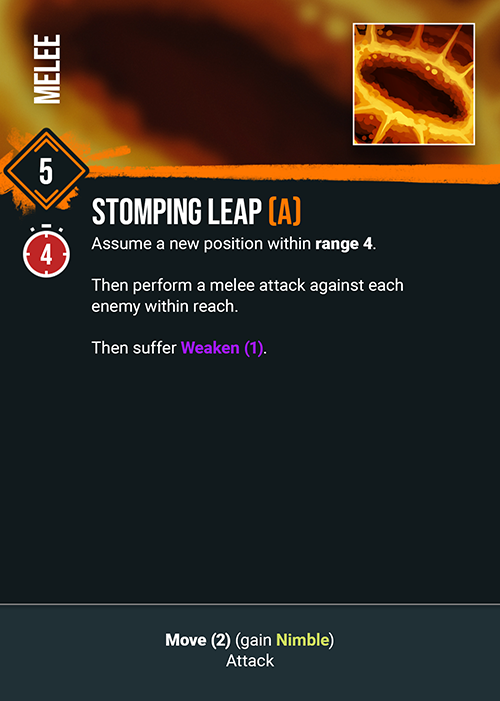 MELEE
5
STOMPING LEAP (A)
4
Assume a new position within range 4.
Then perform a melee attack against each
enemy within reach.
Then suffer Weaken (1).
Move (2) (gain Nimble)
Attack